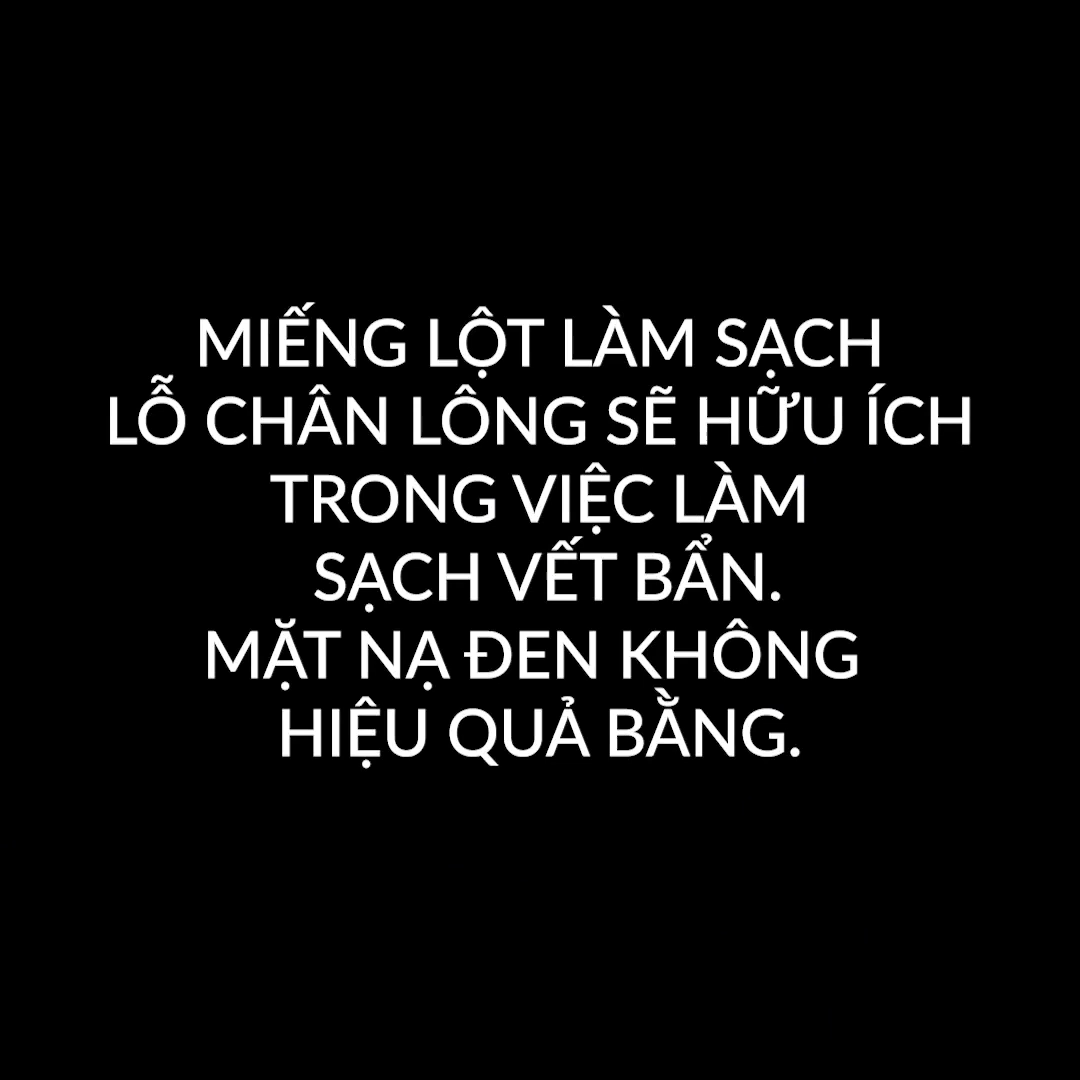 MIẾNG LỘT LÀM SẠCH
LỖ CHÂN LÔNG SẼ HỮU ÍCH
TRONG VIỆC LÀM
SẠCH VẾT BẨN.
MẶT NẠ ĐEN KHÔNG
HIỆU QUẢ BẰNG.